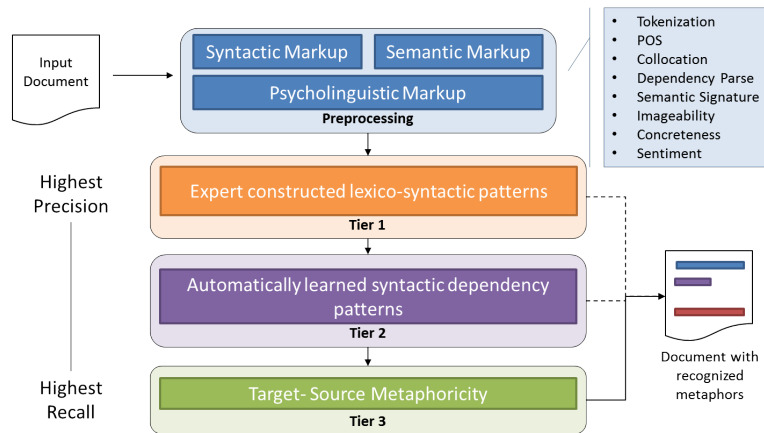 Input
Document
Syntactic Markup
Semantic Markup
Psycholinguistic Markup
Preprocessing
• Tokenization
• POS
• Collocation
• Dependency Parse
• Semantic Signature
• Imageability
• Concreteness
• Sentiment
Highest
Precision
Expert constructed lexico-syntactic patterns
Tier 1
Automatically learned syntactic dependency
patterns
Tier 2
Highest
Recall
Target- Source Metaphoricity
Tier 3
Document with
recognized
metaphors